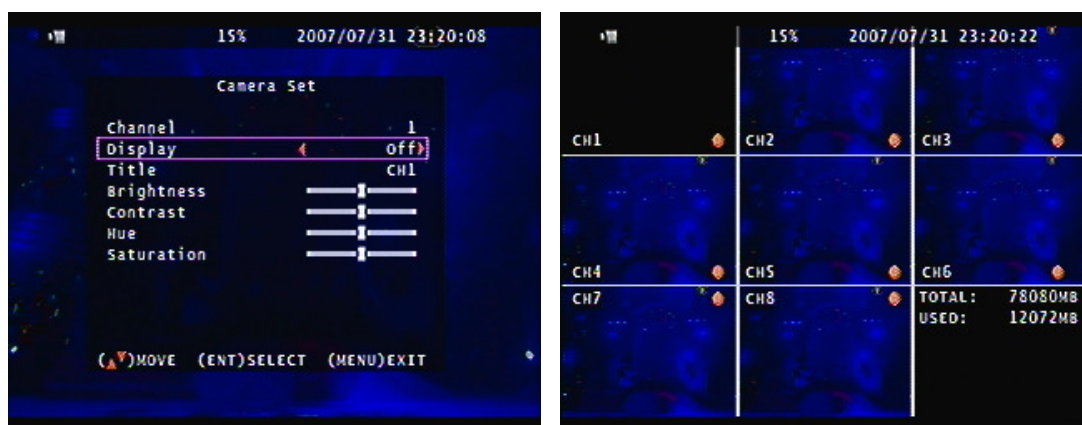 15% 2007/07/31 23:20:08
Camera Set
Channel 1
Display Off
Title CH1
Brightness
Contrast
Hue
Saturation
( )MOVE (ENT)SELECT (MENU)EXIT
15% 2007/07/31 23:20:22
CH1 CH2 CH3
CH4 CH5 CH6
CH7 CH8 TOTAL: 78080MB
USED: 12072MB